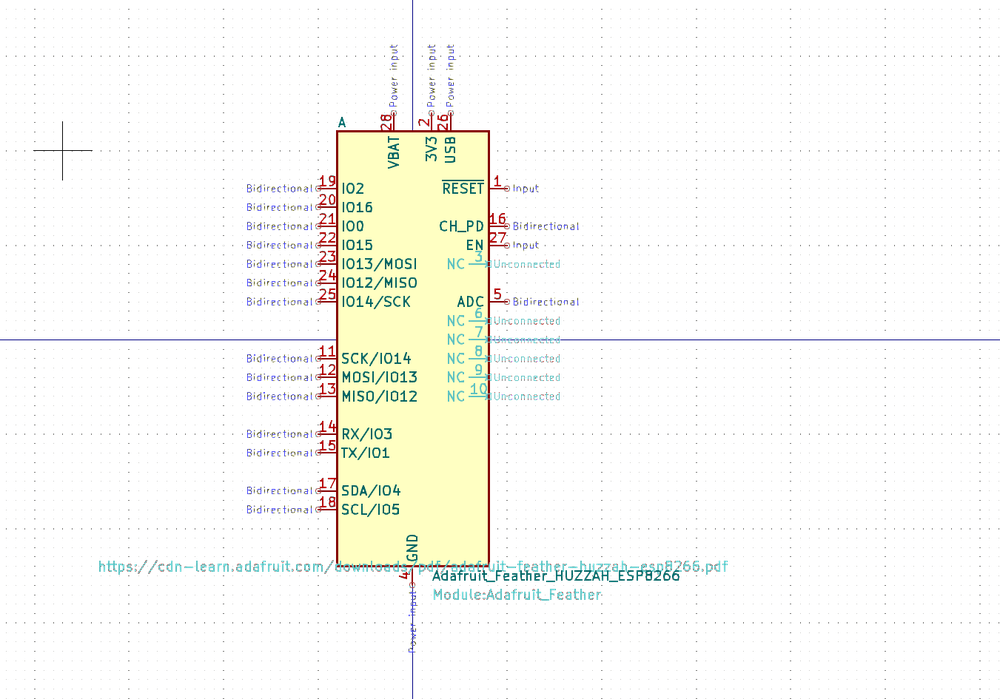 Power input Power input Power input
28 2 26
A
VBAT 3V3 USB
Bidirectional 19 IO2 RESET 1 Input
Bidirectional 20 IO16
Bidirectional 21 IO0 CH_PD 16 Bidirectional
Bidirectional 22 IO15 EN 27 Input
Bidirectional 23 IO13/MOSI NC 3 Unconnected
Bidirectional 24 IO12/MISO
Bidirectional 25 IO14/SCK ADC 5 Bidirectional
NC 6 Unconnected
NC 7 Unconnected
Bidirectional 11 SCK/IO14 NC 8 Unconnected
Bidirectional 12 MOSI/IO13 NC 9 Unconnected
Bidirectional 13 MISO/IO12 NC 10 Unconnected
Bidirectional 14 RX/IO3
Bidirectional 15 TX/IO1
Bidirectional 17 SDA/IO4
Bidirectional 18 SCL/IO5
GND
https://cdn-learn.adafruit.com/downloads/pdf/adafruit-feather-huzzah-esp8266.pdf
4 Adafruit_Feather_HUZZAH_ESP8266
Module:Adafruit_Feather
Power input